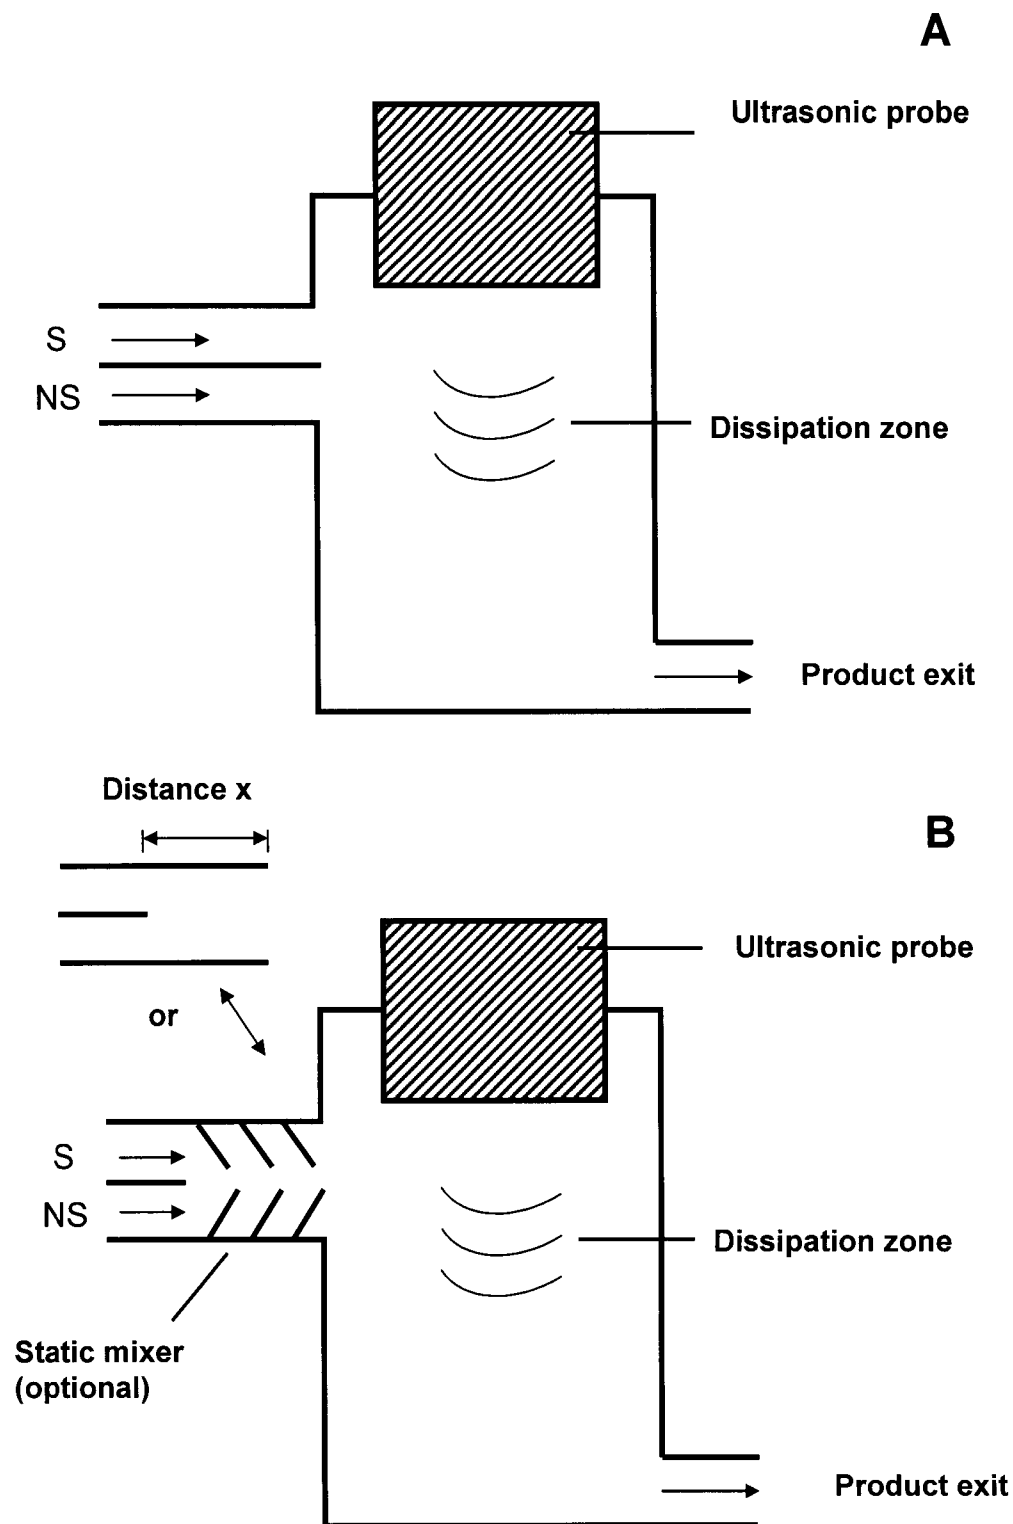 A
Ultrasonic probe
S
NS
Dissipation zone
Product exit
Distance x
B
Ultrasonic probe
or
S
NS
Dissipation zone
Static mixer
(optional)
Product exit